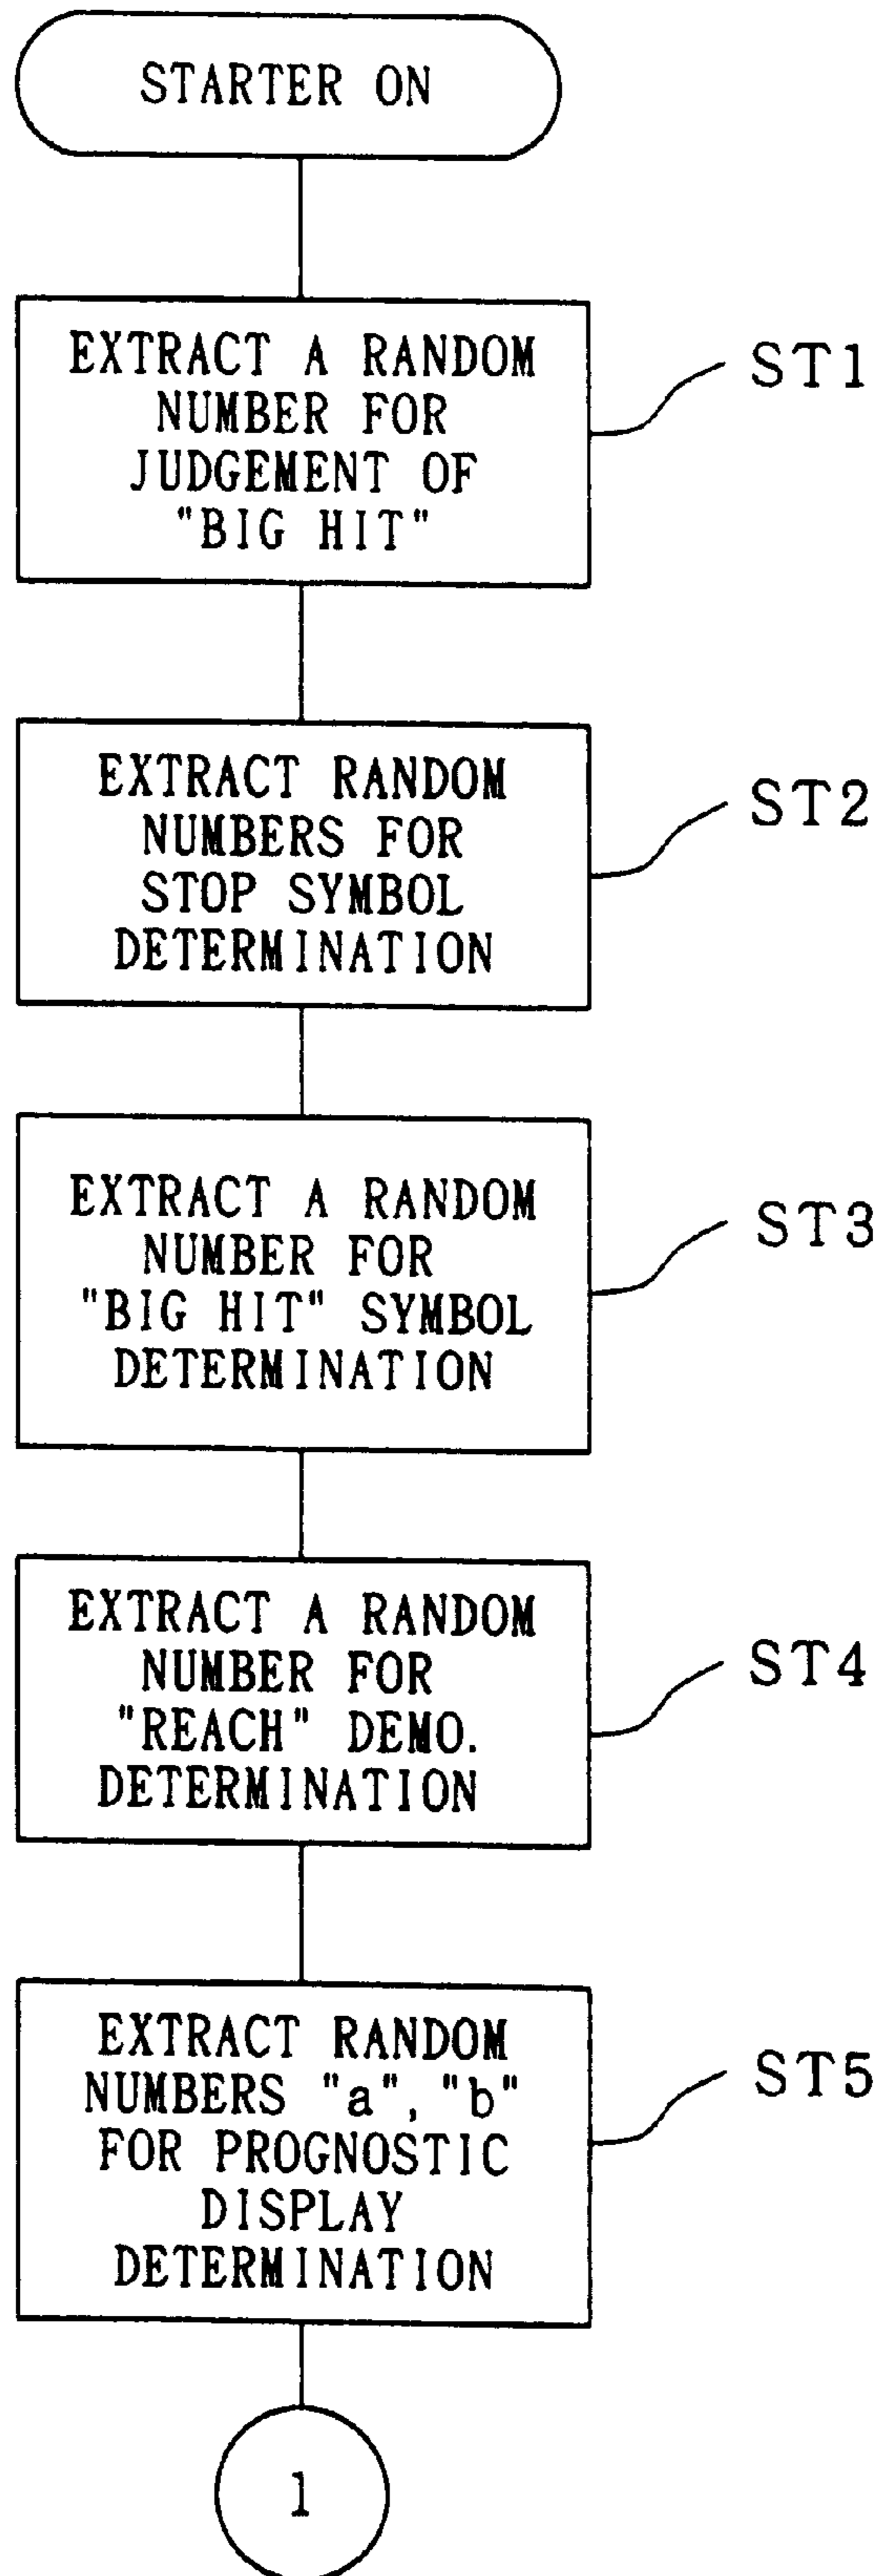 STARTER ON
EXTRACT A RANDOM
NUMBER FOR
JUDGEMENT OF
"BIG HIT"
ST1
EXTRACT RANDOM
NUMBERS FOR
STOP SYMBOL
DETERMINATION
ST2
EXTRACT A RANDOM
NUMBER FOR
"BIG HIT" SYMBOL
DETERMINATION
ST3
EXTRACT A RANDOM
NUMBER FOR
"REACH" DEMO.
DETERMINATION
ST4
EXTRACT RANDOM
NUMBERS "a", "b"
FOR PROGNOSTIC
DISPLAY
DETERMINATION
ST5
1